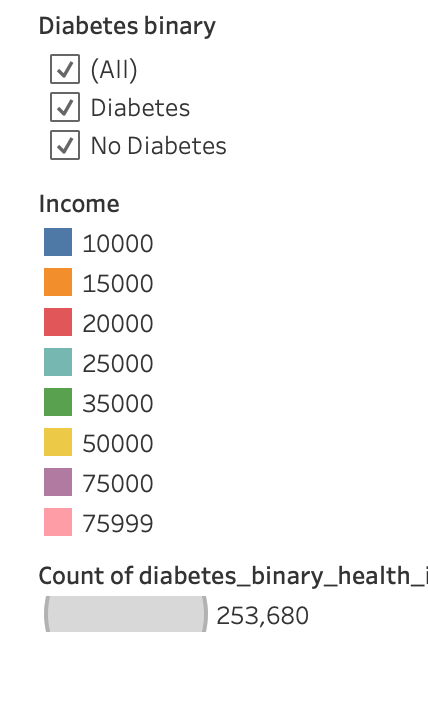 Diabetes binary
(All)
Diabetes
No Diabetes
Income
10000
15000
20000
25000
35000
50000
75000
75999
Count of diabetes_binary_health_i
253,680